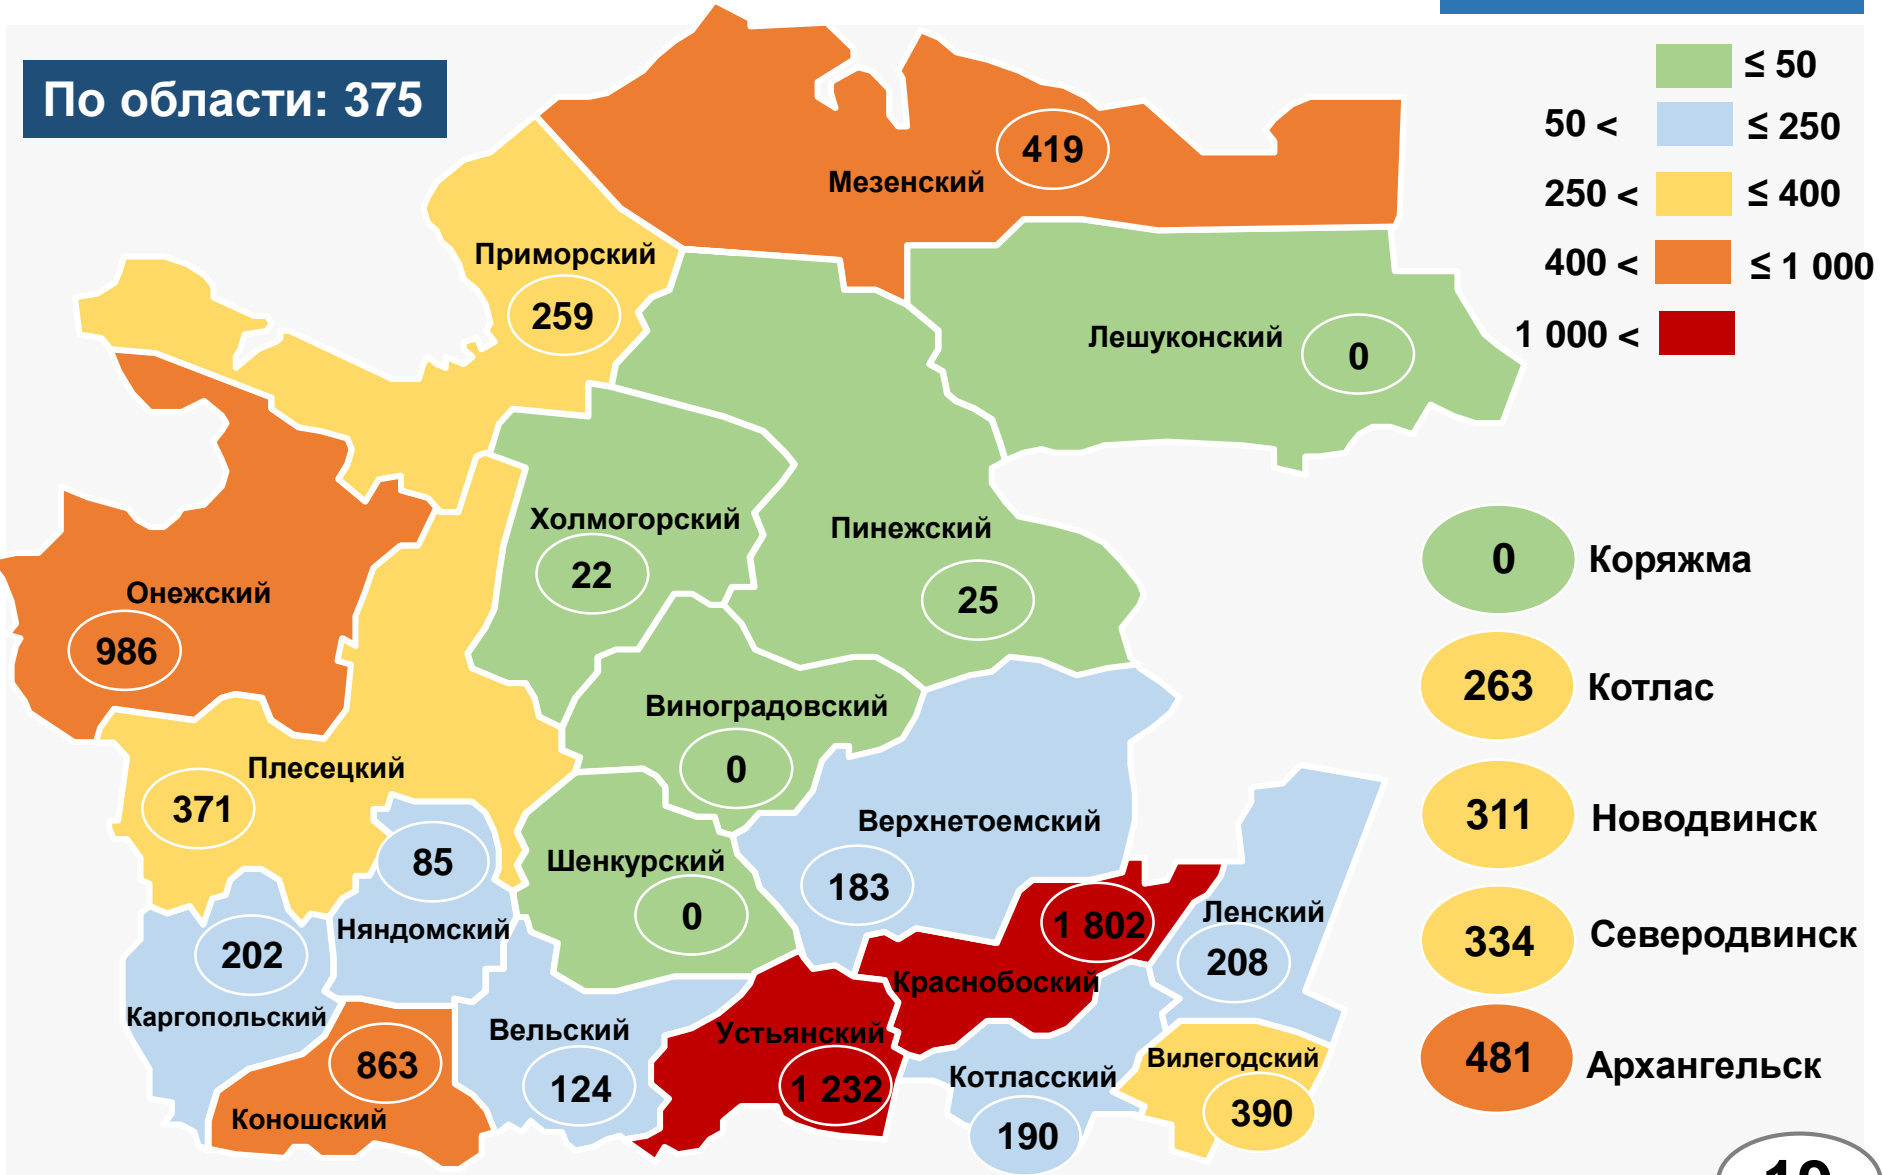 По области: 375
≤ 50
50 < ≤ 250
250 < ≤ 400
400 < ≤ 1 000
1 000 <
419
Мезенский
Приморский
259
Лешуконский
0
Холмогорский
22
Пинежский
25
Онежский
986
Виноградовский
0
Плесецкий
371
Верхнетоемский
183
85
Няндомский
Шенкурский
0
1 802
Краснобоский
Ленский
208
202
Каргопольский
863
Коношский
Вельский
124
Устьянский
1 232
Котласский
190
Вилегодский
390
0 Коряжма
263 Котлас
311 Новодвинск
334 Северодвинск
481 Архангельск